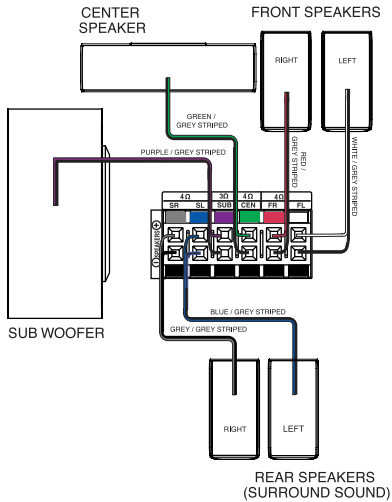 CENTER
SPEAKER
FRONT SPEAKERS
RIGHT
LEFT
GREEN /
GREY STRIPED
PURPLE / GREY STRIPED
RED /
GREY STRIPED
WHITE / GREY STRIPED
4Ω 3Ω 4Ω 4Ω
SR SL SUB CEN FR FL
SPEAKERS
+
−
SUB WOOFER
BLUE / GREY STRIPED
GREY / GREY STRIPED
RIGHT
LEFT
REAR SPEAKERS
(SURROUND SOUND)